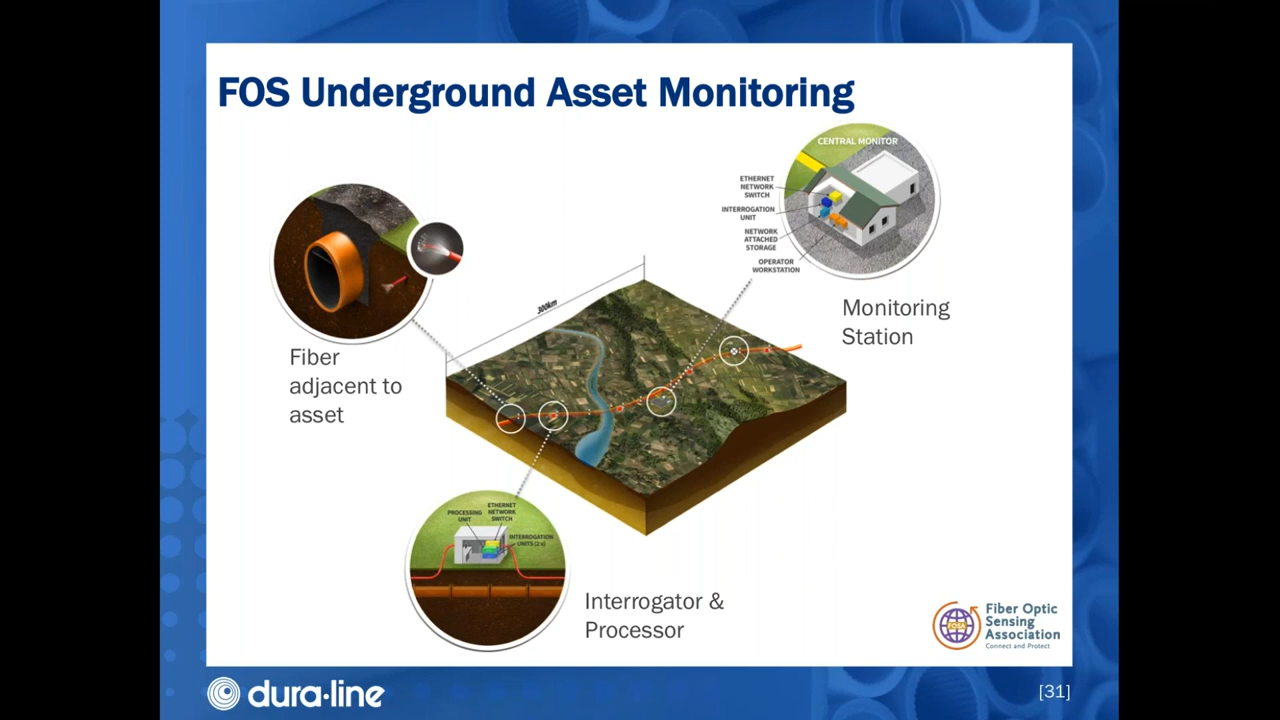 FOS Underground Asset Monitoring
CENTRAL MONITOR
ETHERNET
NETWORK
SWITCH
INTERROGATION
UNIT
NETWORK
ATTACHED
STORAGE
OPERATOR
WORKSTATION
Monitoring
Station
300km
Fiber
adjacent to
asset
PROCESSING
UNIT
ETHERNET
NETWORK
SWITCH
INTERROGATION
UNITS (2 x)
Interrogator &
Processor
FOSA
Fiber Optic
Sensing
Association
Connect and Protect
dura-line
[31]